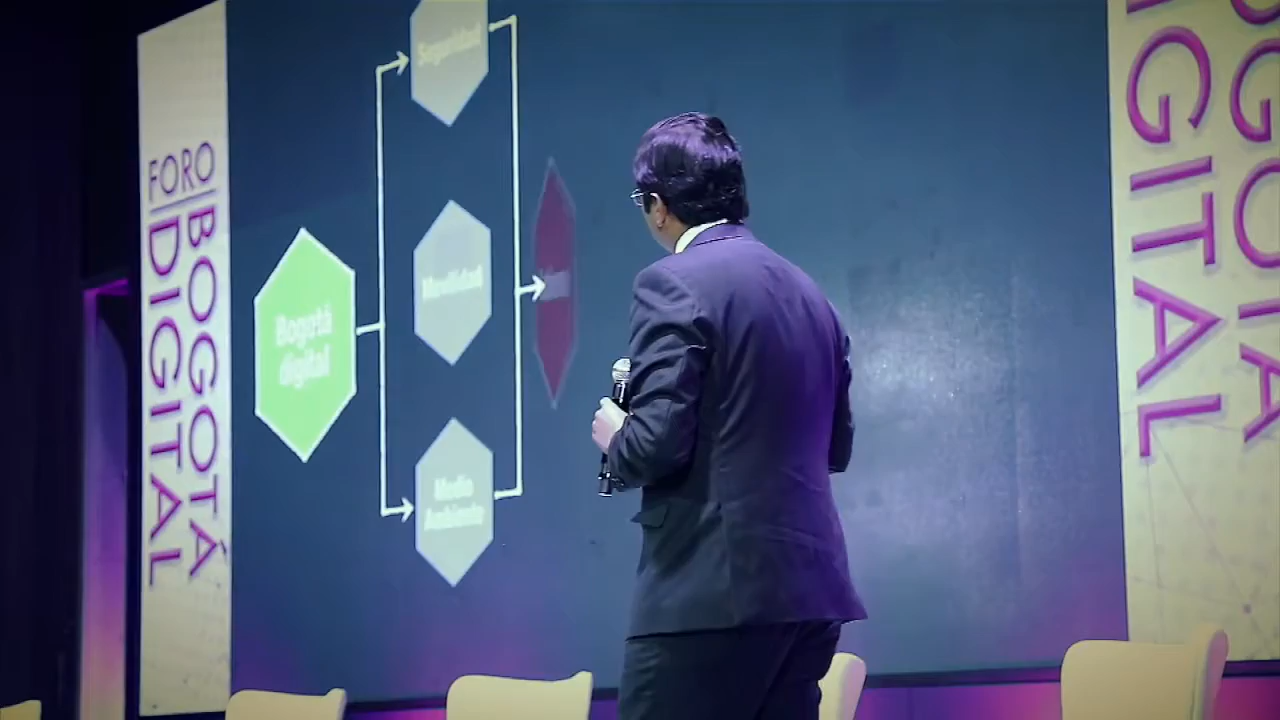 FORO
BOGOTÁ
DIGITAL
Seguridad
Bogotá
digital
Movilidad
Medio
Ambiente
BOGOTÁ
DIGITAL